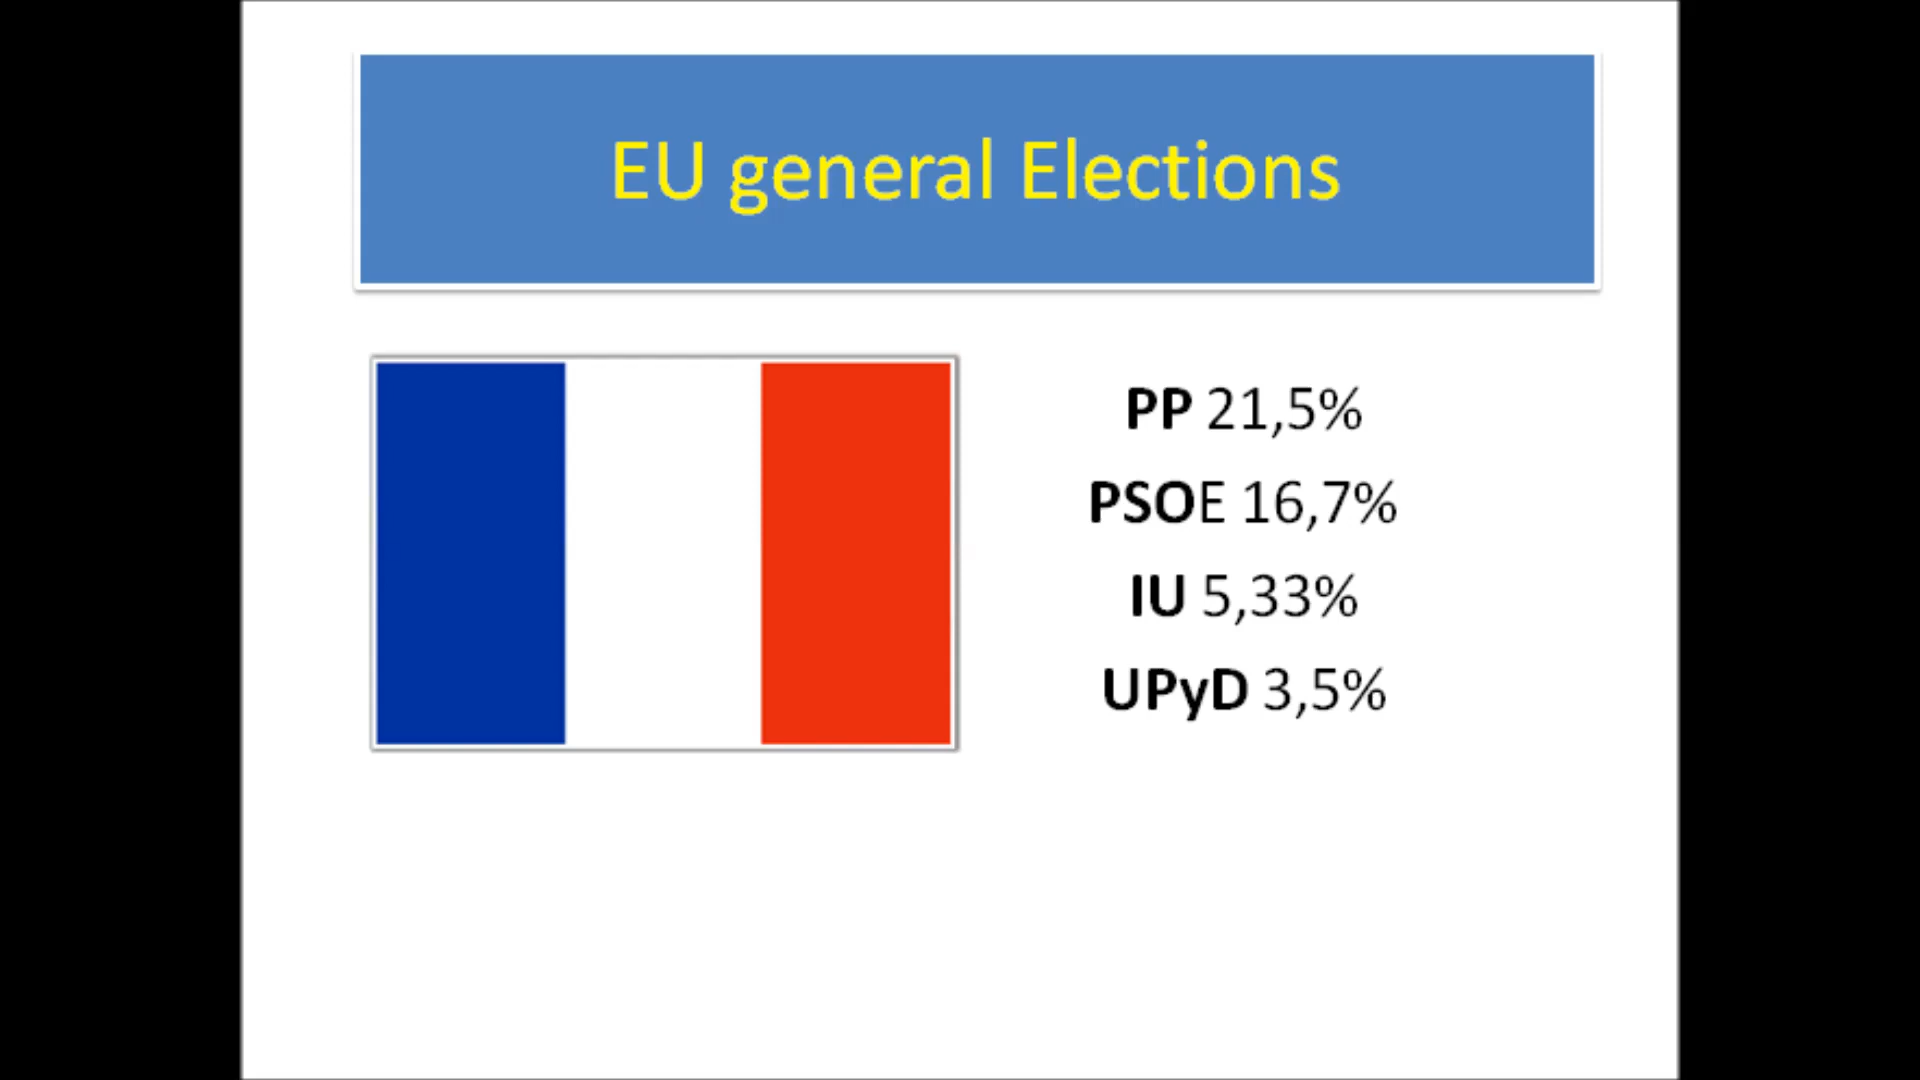 EU general Elections
PP 21,5%
PSOE 16,7%
IU 5,33%
UPyD 3,5%